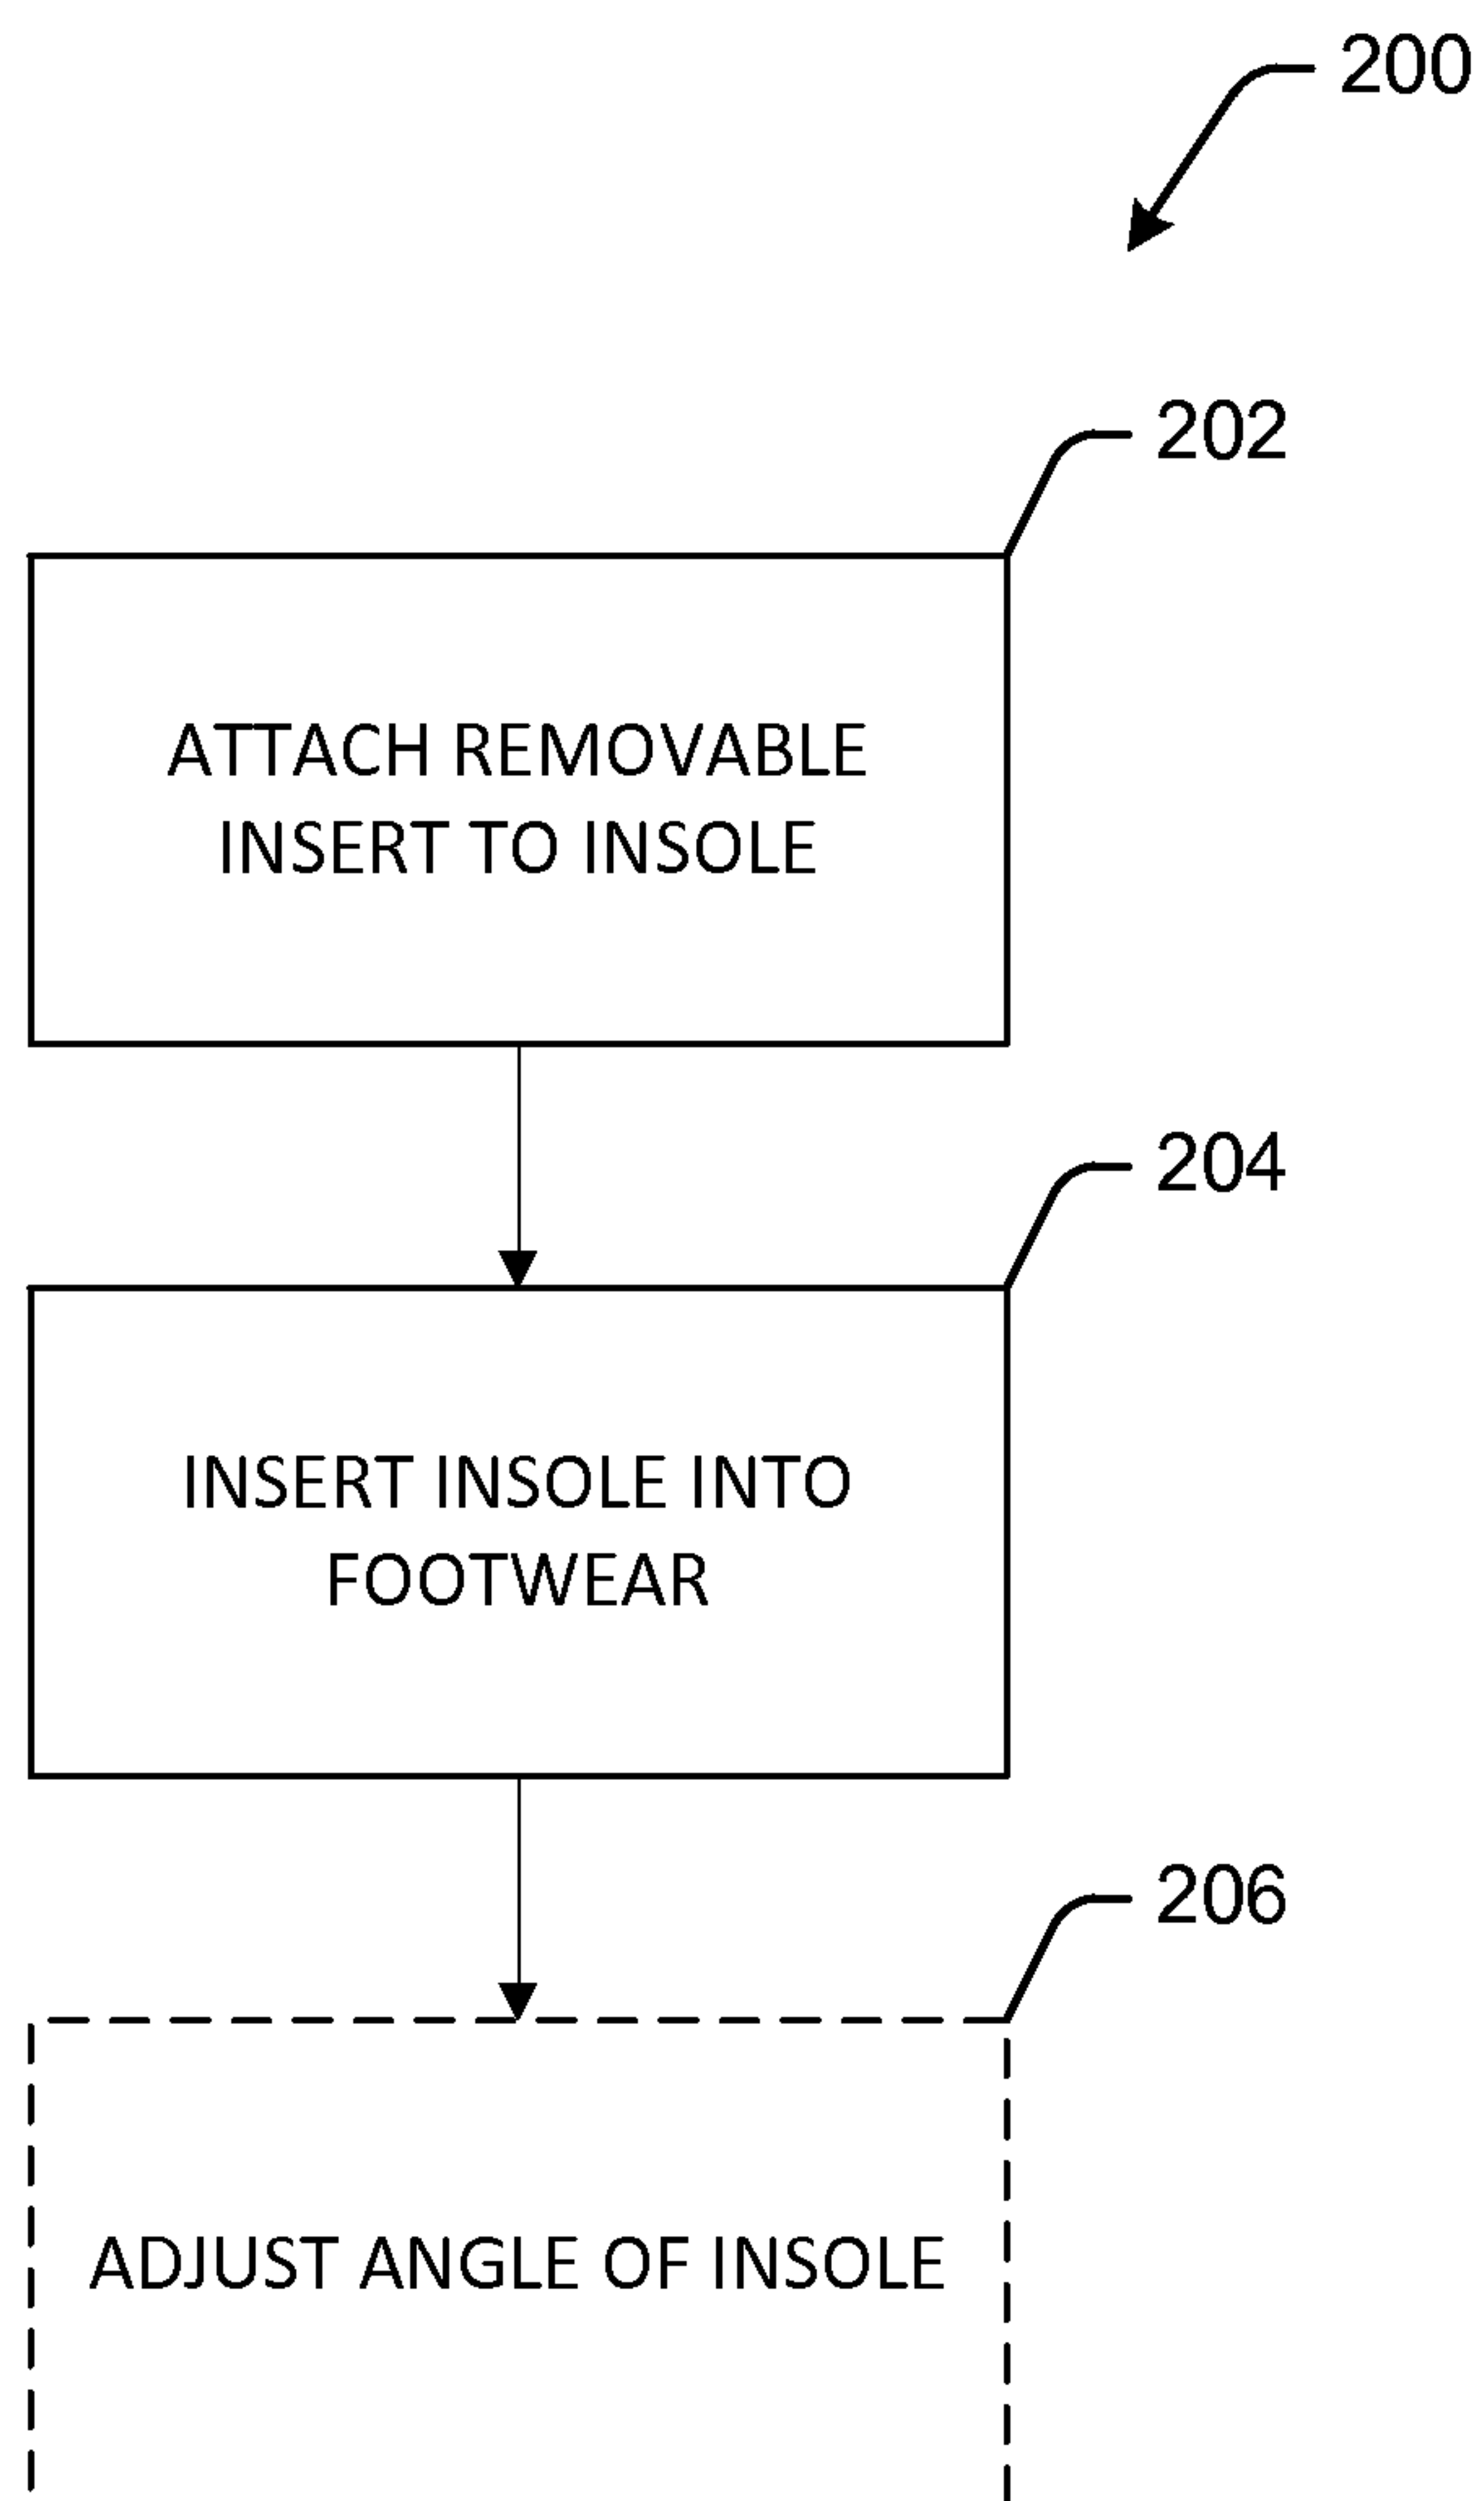 200
202
ATTACH REMOVABLE
INSERT TO INSOLE
204
INSERT INSOLE INTO
FOOTWEAR
206
ADJUST ANGLE OF INSOLE